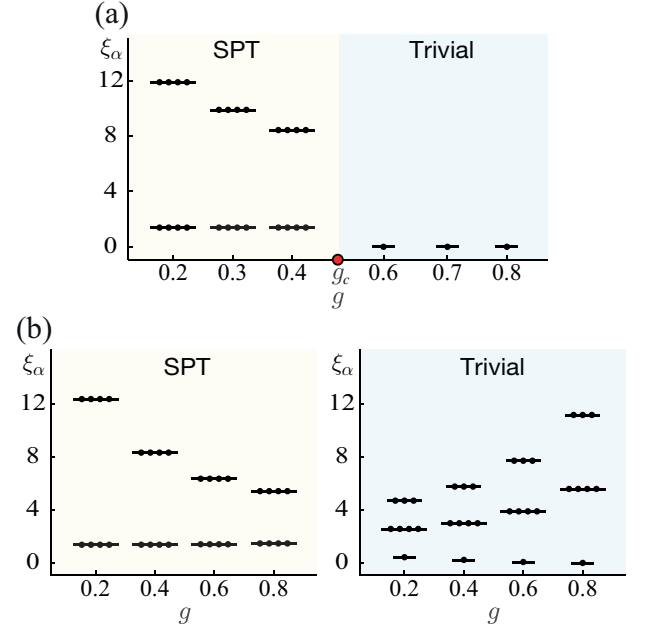 (a)
ξα SPT Trivial
12
8
4
0
0.2 0.3 0.4 gc 0.6 0.7 0.8
g
(b)
ξα SPT ξα Trivial
12 12
8 8
4 4
0 0
0.2 0.4 0.6 0.8 0.2 0.4 0.6 0.8
g g